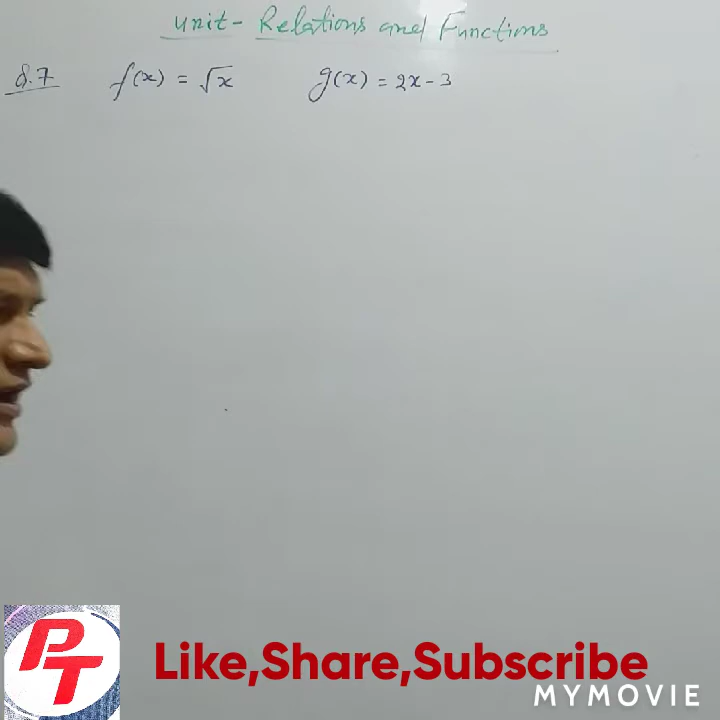 Unit - Relations and Functions
Q.7 f(x) = √x g(x) = 2x - 3
PT
Like,Share,Subscribe
MYMOVIE